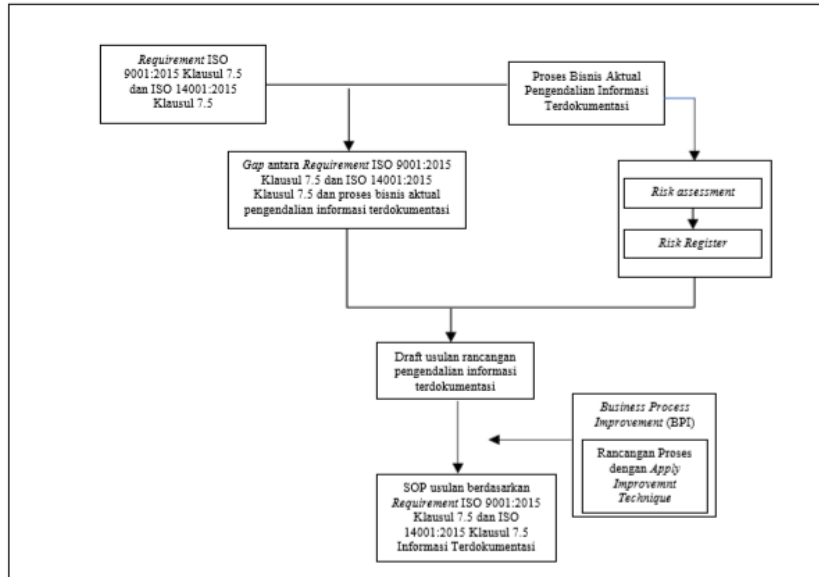 Requirement ISO
9001:2015 Klausul 7.5
dan ISO 14001:2015
Klausul 7.5
Proses Bisnis Aktual
Pengendalian Informasi
Terdokumentasi
Gap antara Requirement ISO 9001:2015
Klausul 7.5 dan ISO 14001:2015
Klausul 7.5 dan proses bisnis aktual
pengendalian informasi terdokumentasi
Risk assessment
Risk Register
Draft usulan rancangan
pengendalian informasi
terdokumentasi
Business Process
Improvement (BPI)
Rancangan Proses
dengan Apply
Improvemnt
Technique
SOP usulan berdasarkan
Requirement ISO 9001:2015
Klausul 7.5 dan ISO
14001:2015 Klausul 7.5
Informasi Terdokumentasi